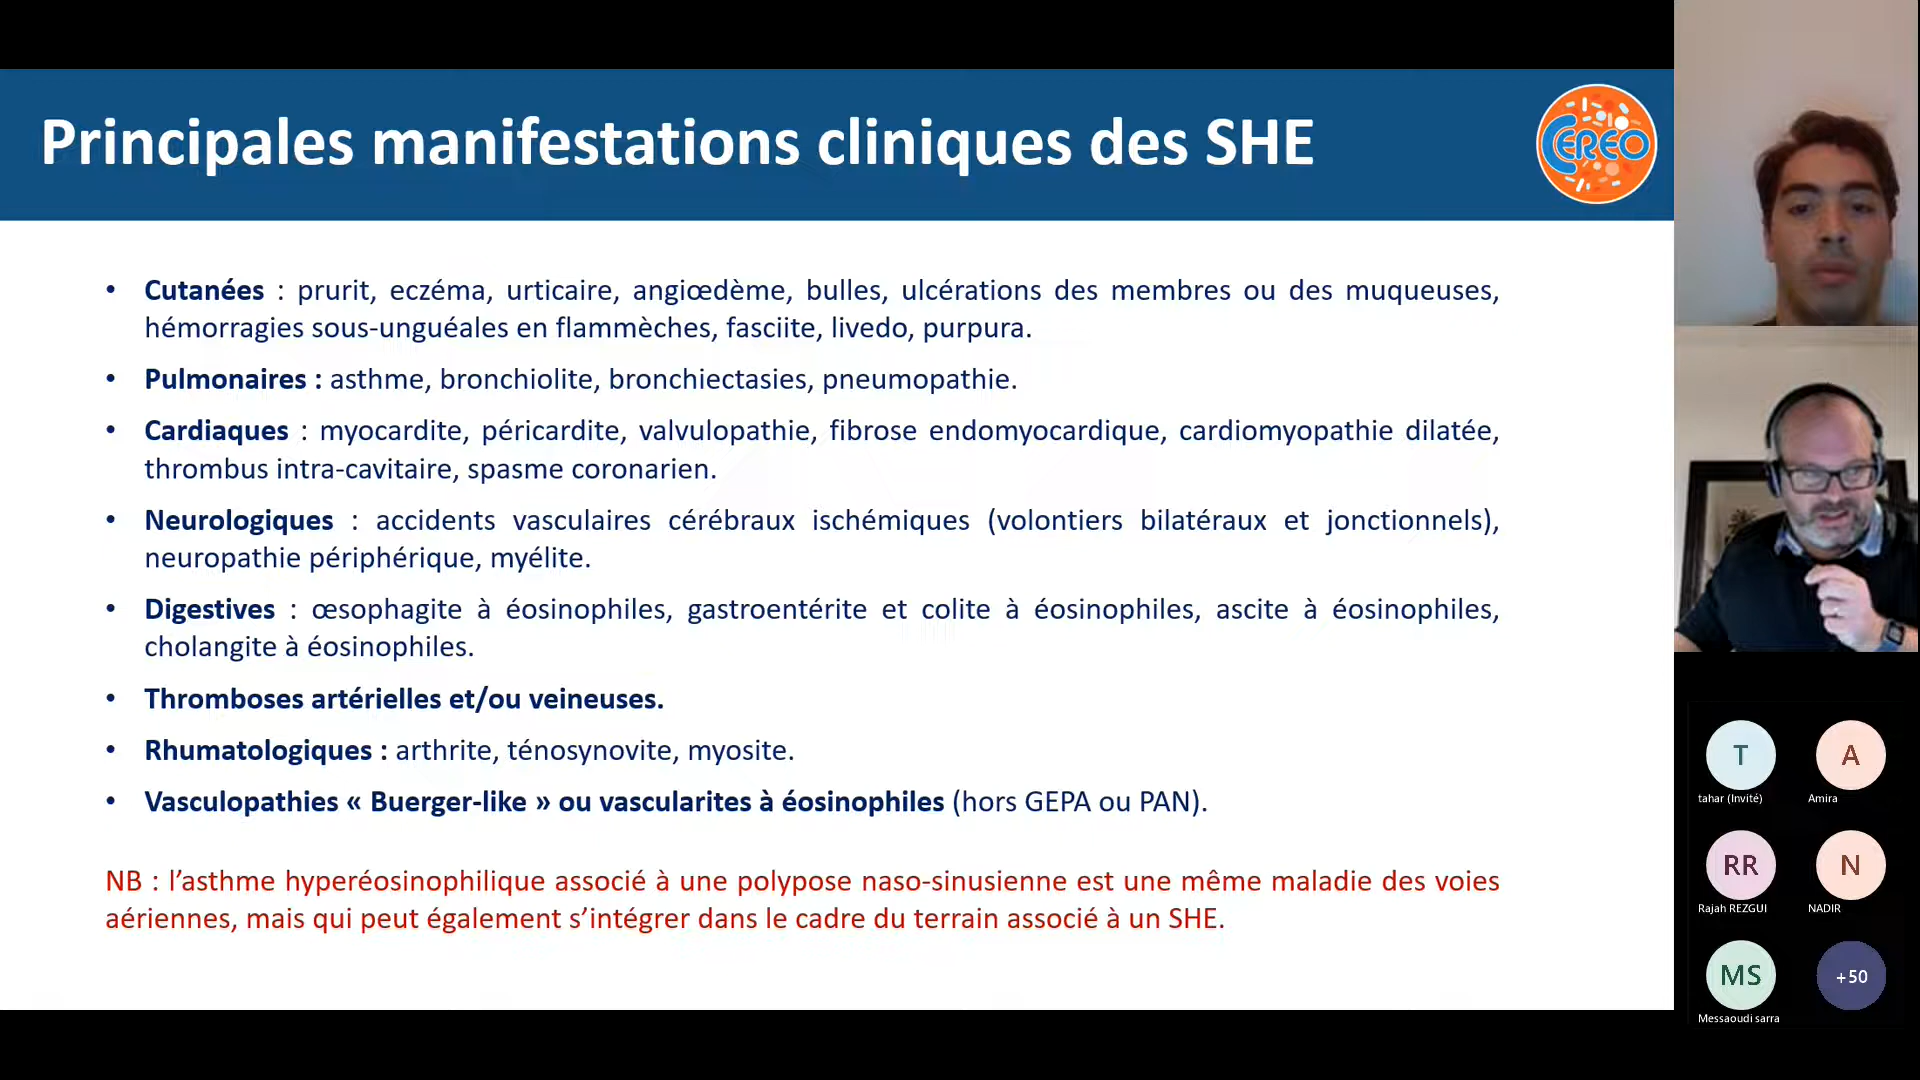 Principales manifestations cliniques des SHE
CEREO
• Cutanées : prurit, eczéma, urticaire, angiœdème, bulles, ulcérations des membres ou des muqueuses,
hémorragies sous-unguéales en flammèches, fasciite, livedo, purpura.
• Pulmonaires : asthme, bronchiolite, bronchiectasies, pneumopathie.
• Cardiaques : myocardite, péricardite, valvulopathie, fibrose endomyocardique, cardiomyopathie dilatée,
thrombus intra-cavitaire, spasme coronarien.
• Neurologiques : accidents vasculaires cérébraux ischémiques (volontiers bilatéraux et jonctionnels),
neuropathie périphérique, myélite.
• Digestives : œsophagite à éosinophiles, gastroentérite et colite à éosinophiles, ascite à éosinophiles,
cholangite à éosinophiles.
• Thromboses artérielles et/ou veineuses.
• Rhumatologiques : arthrite, ténosynovite, myosite.
• Vasculopathies « Buerger-like » ou vascularites à éosinophiles (hors GEPA ou PAN).
NB : l’asthme hyperéosinophilique associé à une polypose naso-sinusienne est une même maladie des voies
aériennes, mais qui peut également s’intégrer dans le cadre du terrain associé à un SHE.
T
tahar (Invité)
A
Amira
RR
Rajah REZGUI
N
NADIR
MS
Messaoudi sarra
+50